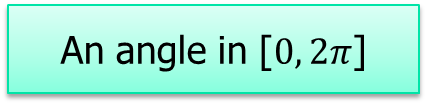 An angle in [0, 2π]